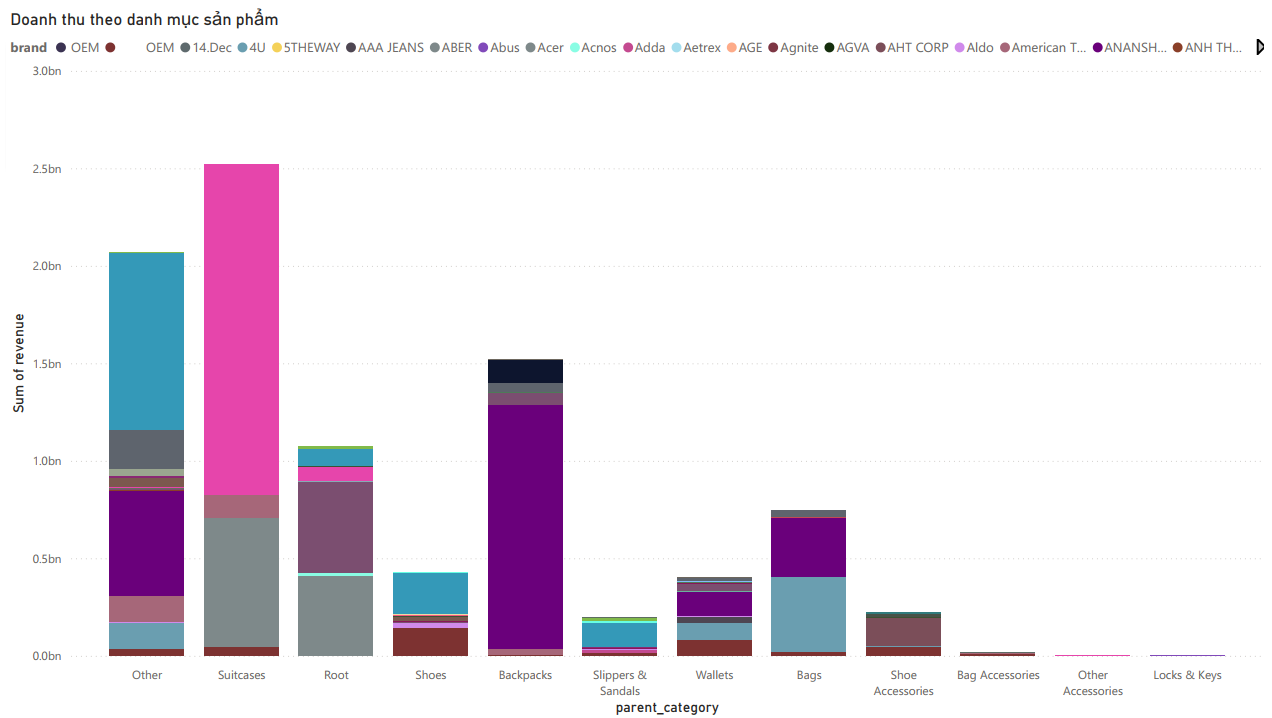 Doanh thu theo danh mục sản phẩm
brand OEM OEM 14.Dec 4U 5THEWAY AAA JEANS ABER Abus Acer Acnos Adda Aetrex AGE Agnite AGVA AHT CORP Aldo American T... ANANSH... ANH TH...
3.0bn
2.5bn
2.0bn
1.5bn
1.0bn
0.5bn
0.0bn
Sum of revenue
Other Suitcases Root Shoes Backpacks Slippers & Sandals Wallets Bags Shoe Accessories Bag Accessories Other Accessories Locks & Keys
parent_category